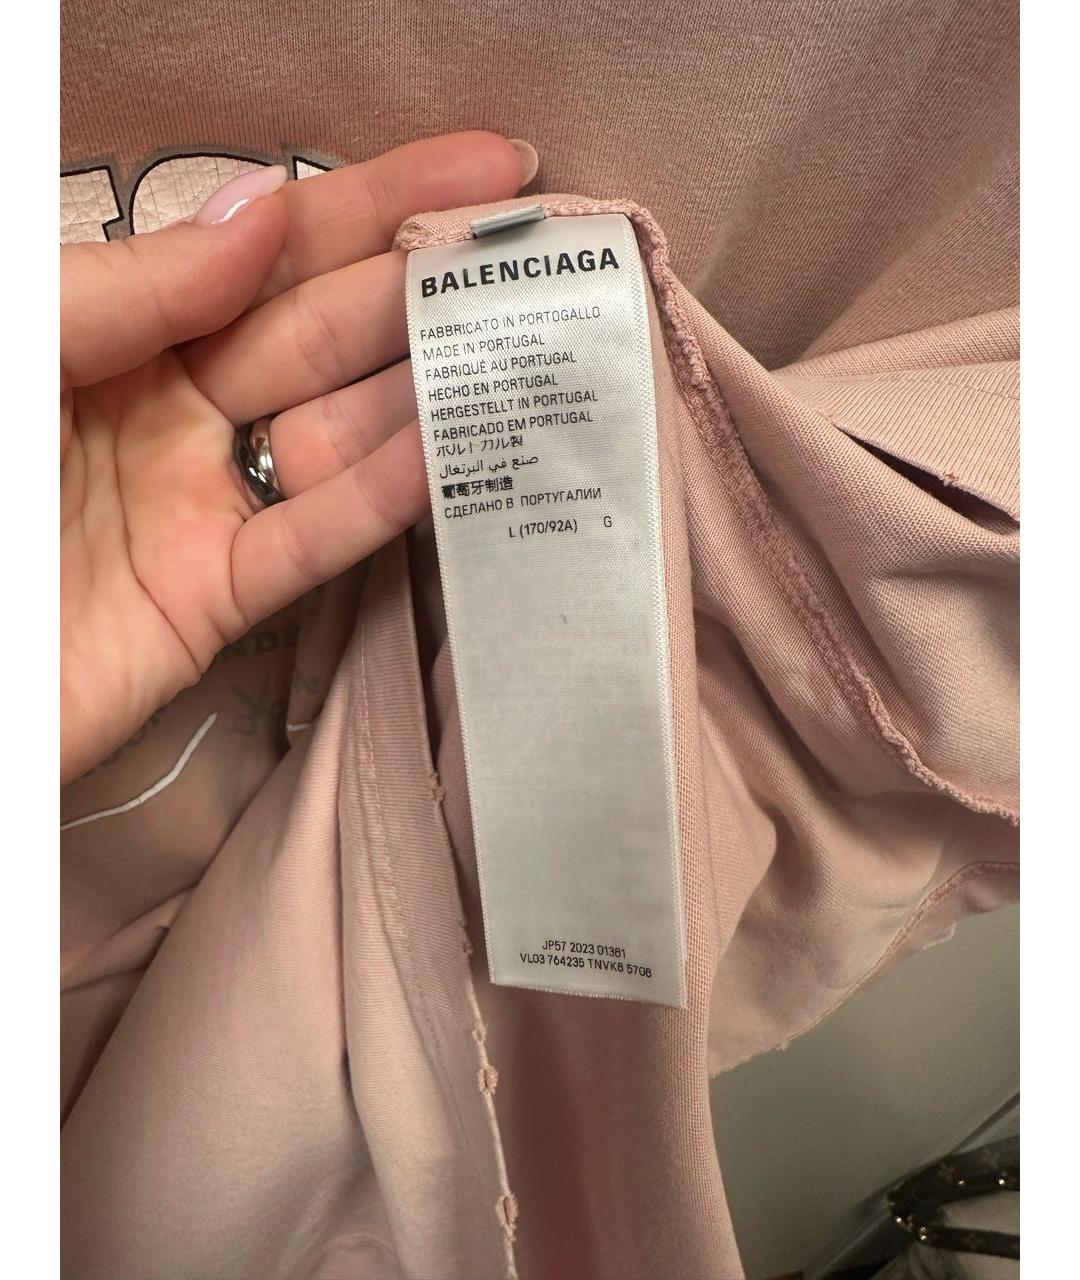 BALENCIAGA
FABBRICATO IN PORTOGALLO
MADE IN PORTUGAL
FABRIQUÉ AU PORTUGAL
HECHO EN PORTUGAL
HERGESTELLT IN PORTUGAL
FABRICADO EM PORTUGAL
ポルトガル製
صنع في البرتغال
葡萄牙制造
СДЕЛАНО В ПОРТУГАЛИИ
L (170/92A) G
JP57 2023 01381
VL03 764235 TNVK8 5708